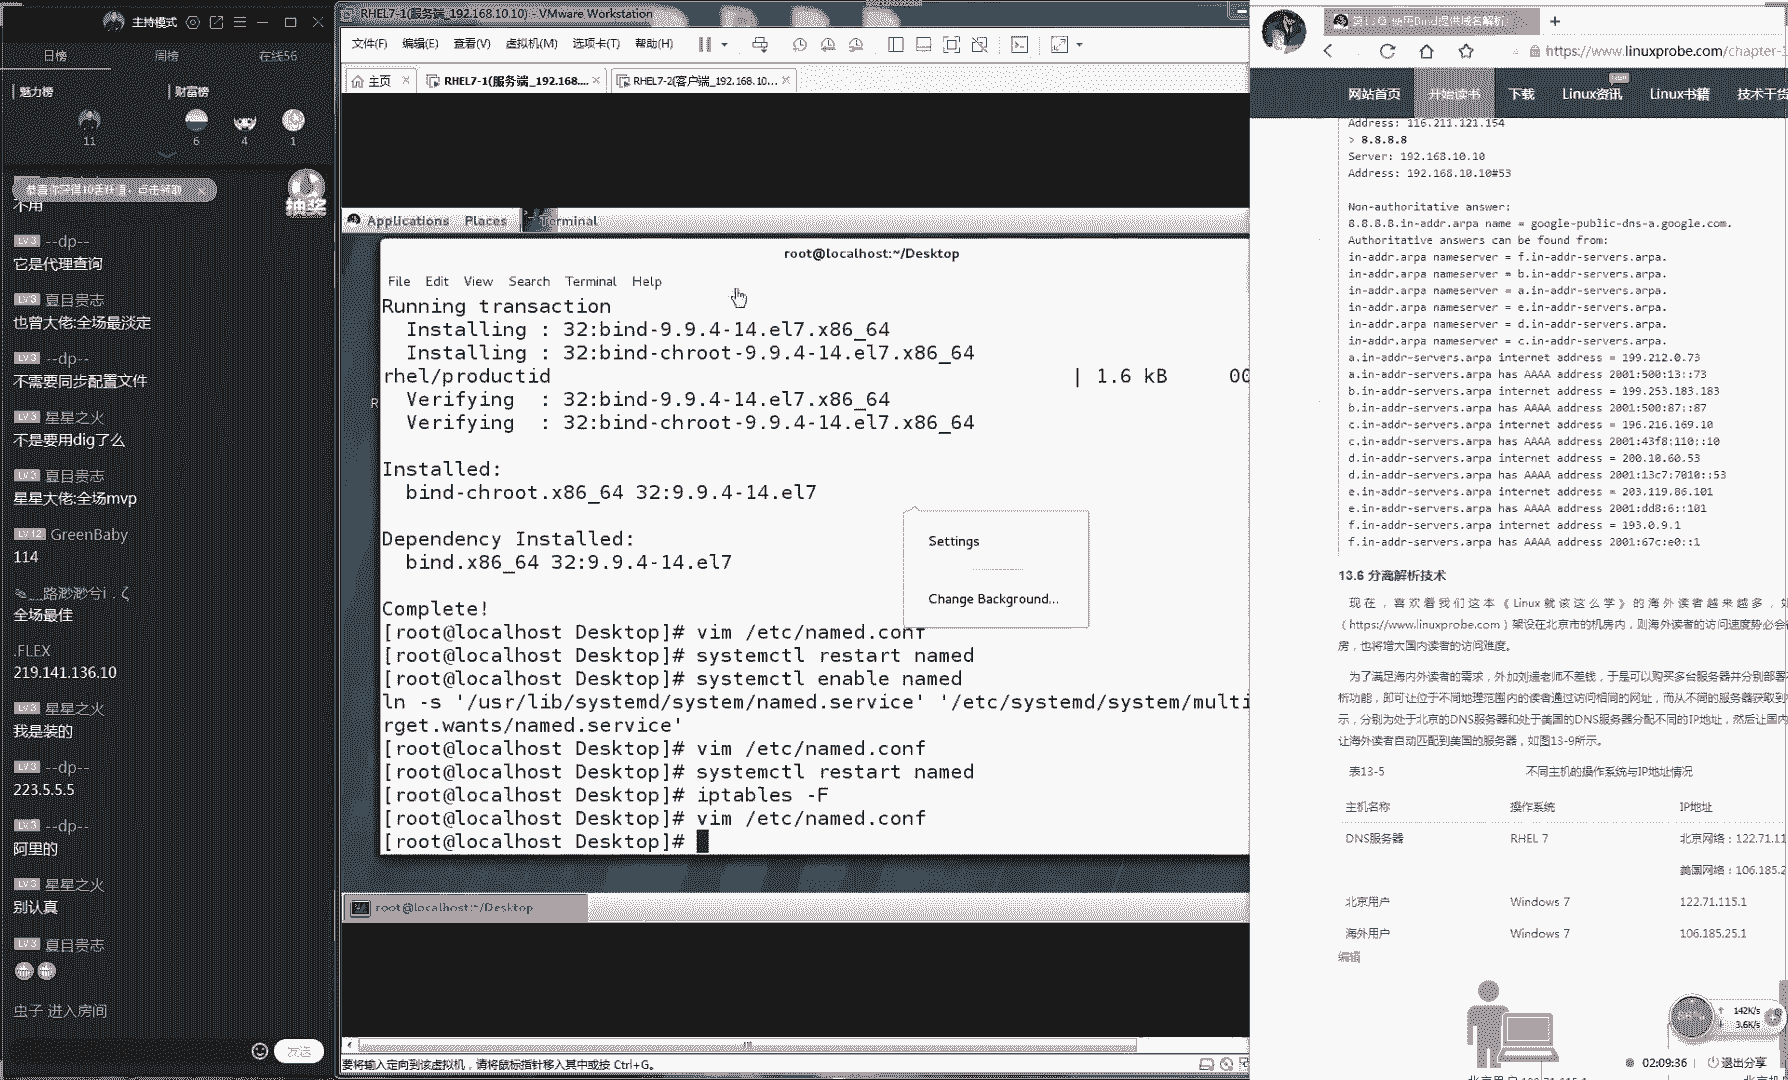 主持模式
日榜 周榜 在线56
魅力榜 财富榜
11 6 4 1
抽奖
不用
LV 3 --dp--
它是代理查询
LV 3 夏目贵志
也曾大佬:全场最淡定
LV 3 --dp--
不需要同步配置文件
LV 3 星星之火
不是要用dig了么
LV 3 夏目贵志
星星大佬:全场mvp
LV 12 GreenBaby
114
全场最佳
.FLEX
219.141.136.10
LV 3 星星之火
我是装的
LV 3 --dp--
223.5.5.5
LV 3 --dp--
阿里的
LV 3 星星之火
别认真
LV 3 夏目贵志
虫子 进入房间
发送
RHEL7-1(服务端_192.168.10.10) - VMware Workstation
文件(F) 编辑(E) 查看(V) 虚拟机(M) 选项卡(T) 帮助(H)
主页 × RHEL7-1(服务端_192.168.... × RHEL7-2(客户端_192.168.10... ×
Applications Places Terminal
root@localhost:~/Desktop
File Edit View Search Terminal Help
Running transaction
Installing : 32:bind-9.9.4-14.el7.x86_64
Installing : 32:bind-chroot-9.9.4-14.el7.x86_64
rhel/productid | 1.6 kB 00
Verifying : 32:bind-9.9.4-14.el7.x86_64
Verifying : 32:bind-chroot-9.9.4-14.el7.x86_64
Installed:
bind-chroot.x86_64 32:9.9.4-14.el7
Dependency Installed:
bind.x86_64 32:9.9.4-14.el7
Complete!
[root@localhost Desktop]# vim /etc/named.conf
[root@localhost Desktop]# systemctl restart named
[root@localhost Desktop]# systemctl enable named
ln -s '/usr/lib/systemd/system/named.service' '/etc/systemd/system/multi
rget.wants/named.service'
[root@localhost Desktop]# vim /etc/named.conf
[root@localhost Desktop]# systemctl restart named
[root@localhost Desktop]# iptables -F
[root@localhost Desktop]# vim /etc/named.conf
[root@localhost Desktop]#
Settings
Change Background...
root@localhost:~/Desktop
要将输入定向到该虚拟机，请将鼠标指针移入其中或按 Ctrl+G。
第13章 使用Bind提供域名解析
https://www.linuxprobe.com/chapter-1
网站首页 开始读书 下载 Linux资讯 Linux书籍 技术干货
Address: 116.211.121.154
> 8.8.8.8
Server: 192.168.10.10
Address: 192.168.10.10#53
Non-authoritative answer:
8.8.8.8.in-addr.arpa name = google-public-dns-a.google.com.
Authoritative answers can be found from:
in-addr.arpa nameserver = f.in-addr-servers.arpa.
in-addr.arpa nameserver = b.in-addr-servers.arpa.
in-addr.arpa nameserver = a.in-addr-servers.arpa.
in-addr.arpa nameserver = e.in-addr-servers.arpa.
in-addr.arpa nameserver = d.in-addr-servers.arpa.
in-addr.arpa nameserver = c.in-addr-servers.arpa.
a.in-addr-servers.arpa internet address = 199.212.0.73
a.in-addr-servers.arpa has AAAA address 2001:500:13::73
b.in-addr-servers.arpa internet address = 199.253.183.183
b.in-addr-servers.arpa has AAAA address 2001:500:87::87
c.in-addr-servers.arpa internet address = 196.216.169.10
c.in-addr-servers.arpa has AAAA address 2001:43f8:110::10
d.in-addr-servers.arpa internet address = 200.10.60.53
d.in-addr-servers.arpa has AAAA address 2001:13c7:7010::53
e.in-addr-servers.arpa internet address = 203.119.86.101
e.in-addr-servers.arpa has AAAA address 2001:dd8:6::101
f.in-addr-servers.arpa internet address = 193.0.9.1
f.in-addr-servers.arpa has AAAA address 2001:67c:e0::1
13.6 分离解析技术
现在，喜欢看我们这本《Linux就该这么学》的海外读者越来越多，如
（https://www.linuxprobe.com）架设在北京市的机房内，则海外读者的访问速度势必会
房，也将增大国内读者的访问难度。
为了满足海内外读者的需求，外加刘遄老师不差钱，于是可以购买多台服务器并分别部署
析功能，即可让位于不同地理范围内的读者通过访问相同的网址，而从不同的服务器获取到
示，分别为处于北京的DNS服务器和处于美国的DNS服务器分配不同的IP地址，然后让国内
让海外读者自动匹配到美国的服务器，如图13-9所示。
表13-5 不同主机的操作系统与IP地址情况
主机名称 操作系统 IP地址
DNS服务器 RHEL 7 北京网络：122.71.11
美国网络：106.185.2
北京用户 Windows 7 122.71.115.1
海外用户 Windows 7 106.185.25.1
编辑
142K/s
3.6K/s
02:09:36 退出分享